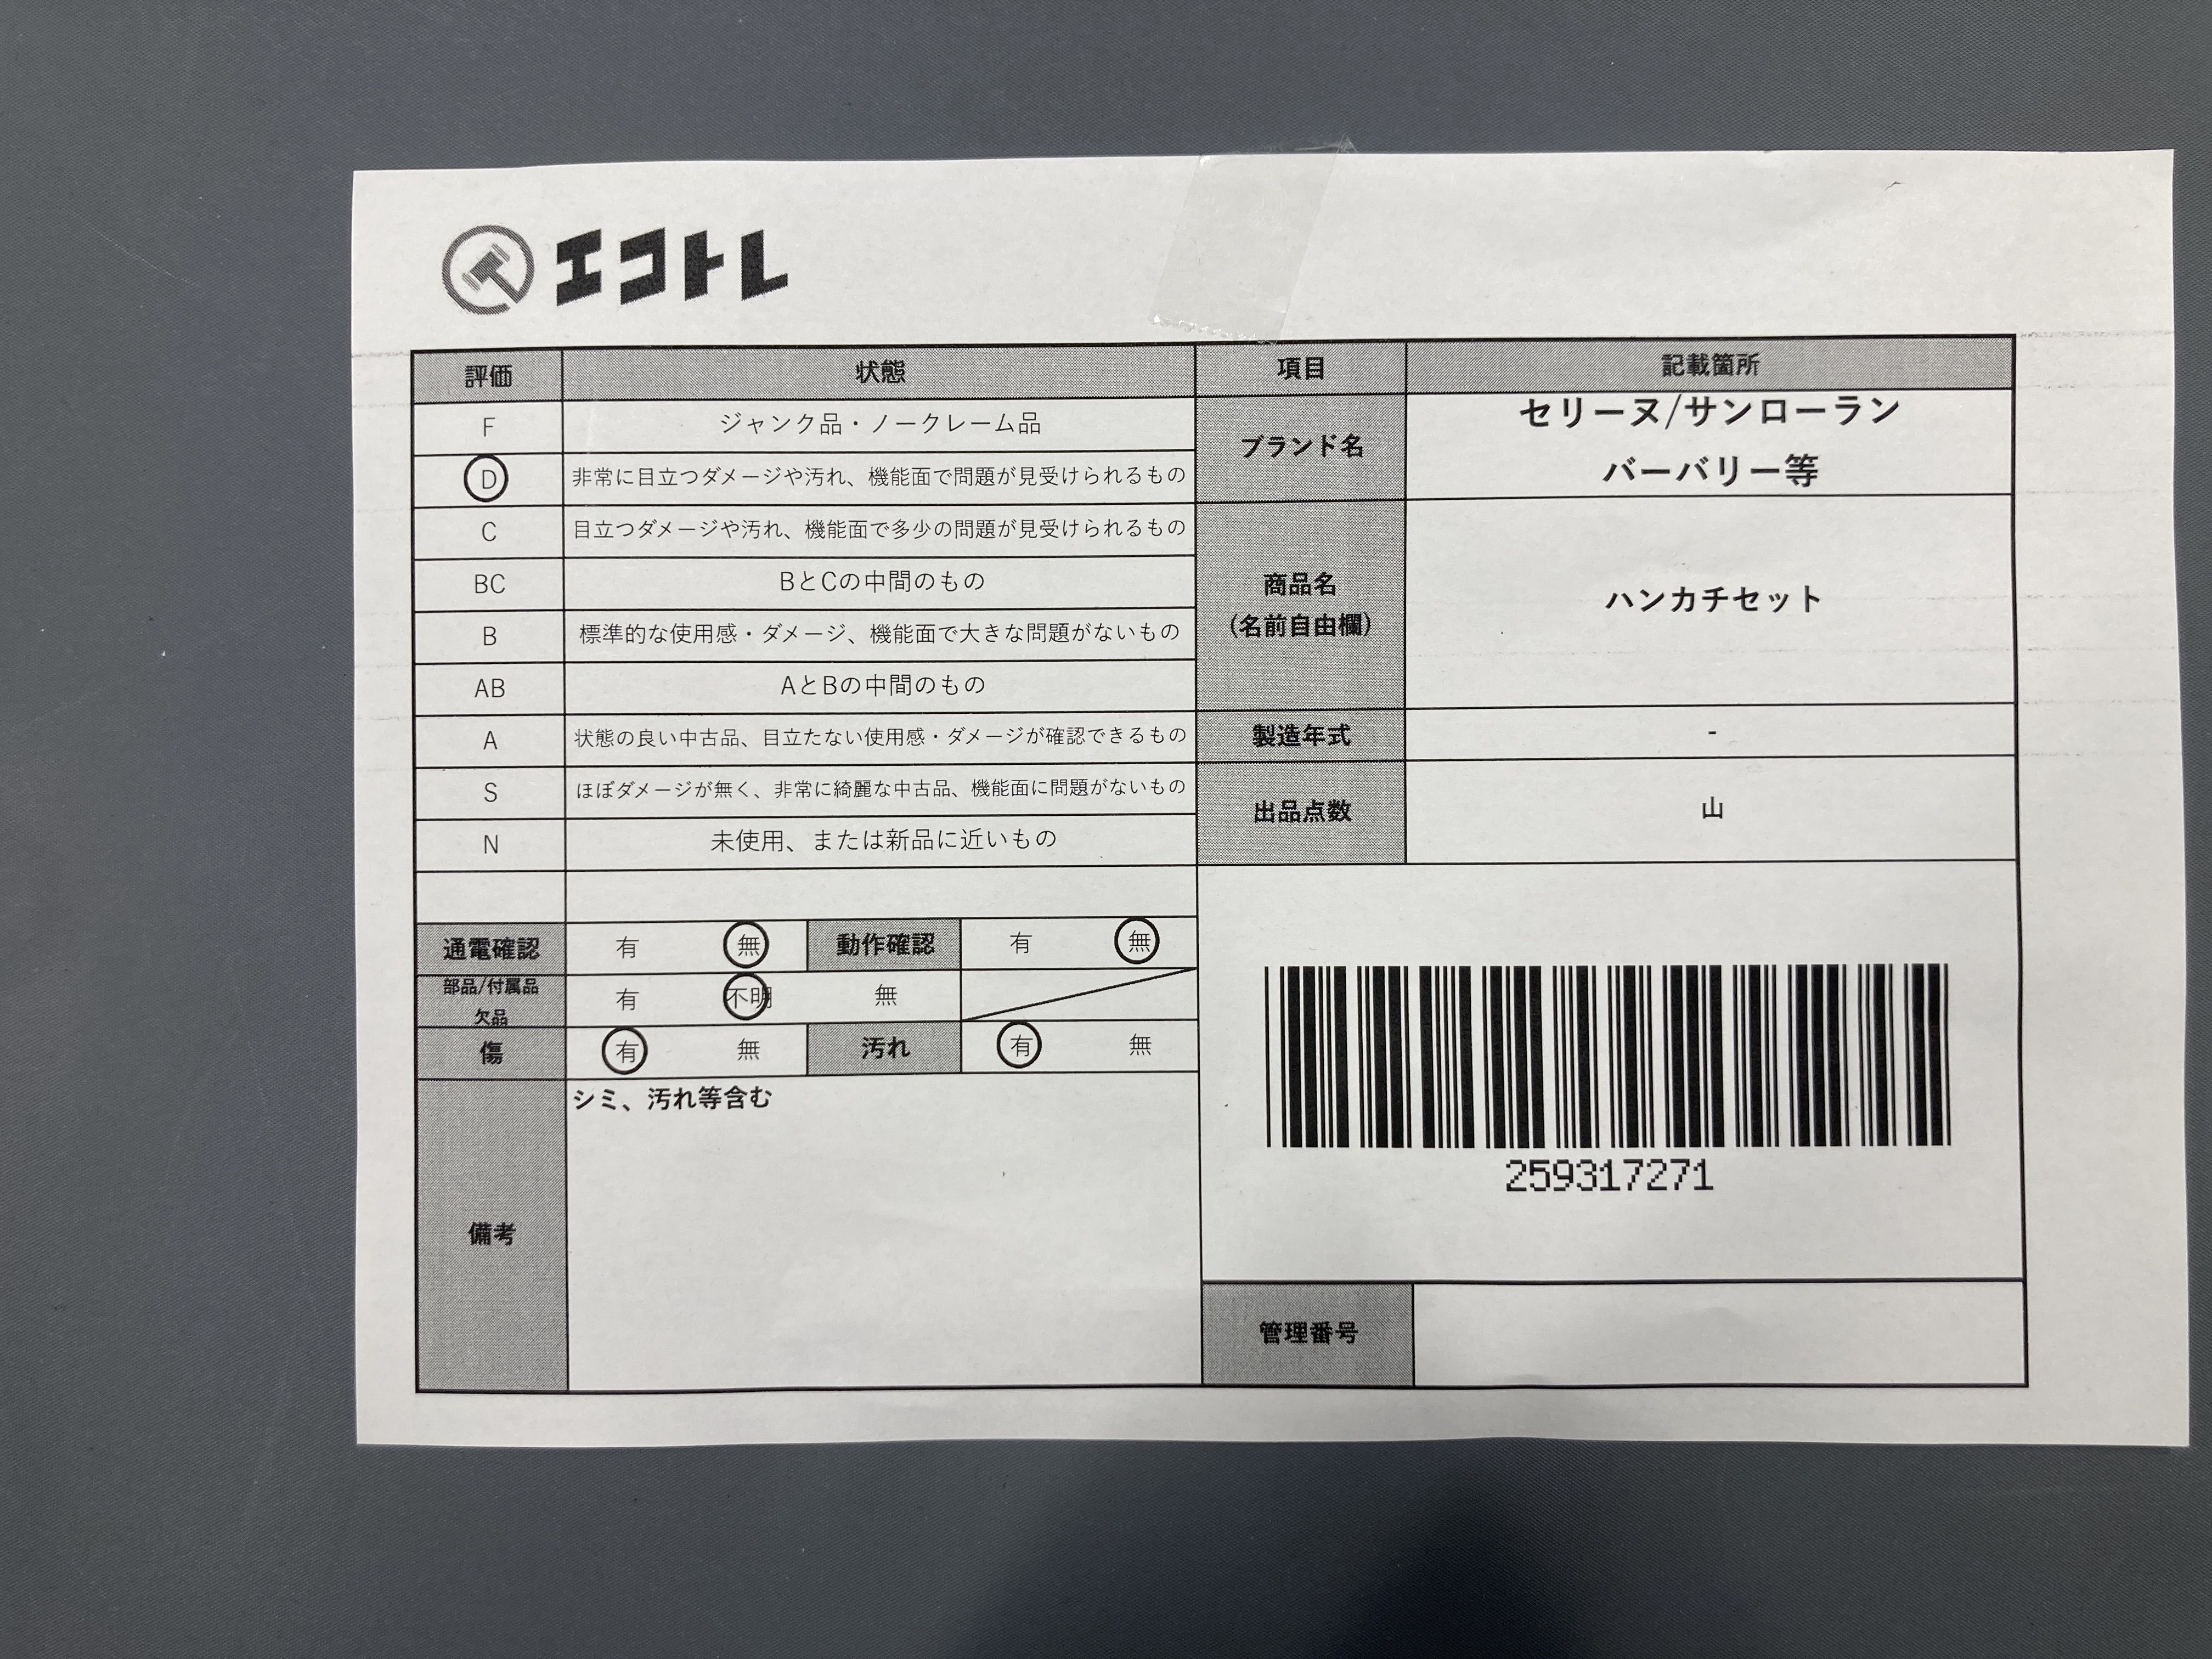 エコトレ
評価 状態 項目 記載箇所
F ジャンク品・ノークレーム品
D 非常に目立つダメージや汚れ、機能面で問題が見受けられるもの
C 目立つダメージや汚れ、機能面で多少の問題が見受けられるもの
BC BとCの中間のもの
B 標準的な使用感・ダメージ、機能面で大きな問題がないもの
AB AとBの中間のもの
A 状態の良い中古品、目立たない使用感・ダメージが確認できるもの
S ほぼダメージが無く、非常に綺麗な中古品、機能面に問題がないもの
N 未使用、または新品に近いもの
ブランド名
セリーヌ/サンローラン
バーバリー等
商品名
(名前自由欄)
ハンカチセット
製造年式 -
出品点数 山
通電確認 有 無 動作確認 有 無
部品/付属品
欠品
有 不明 無
傷 有 無 汚れ 有 無
備考
シミ、汚れ等含む
259317271
管理番号